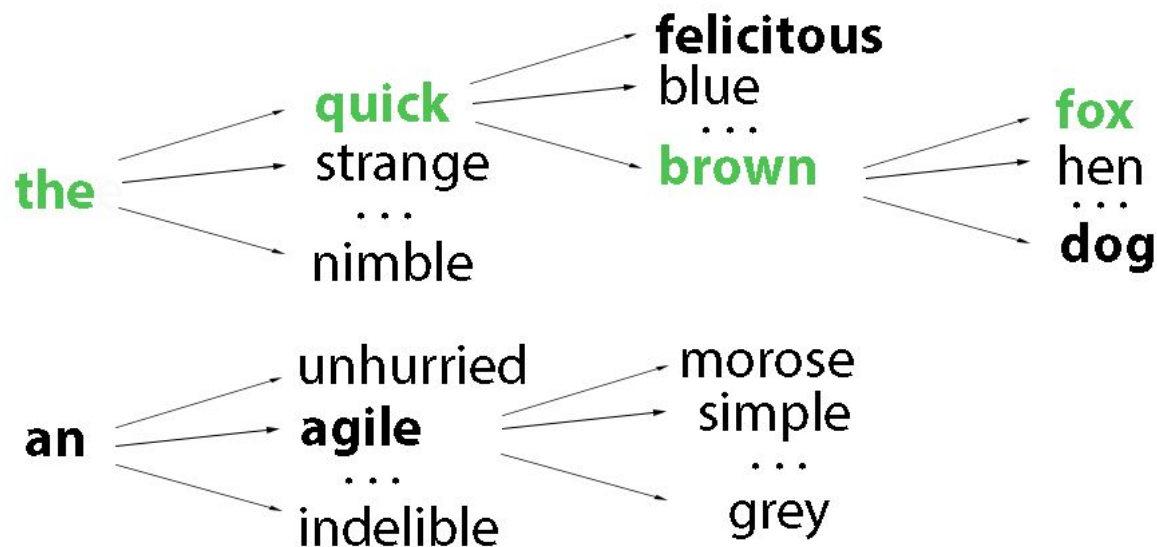 felicitous
quick
blue
...
fox
strange
brown
hen
the
...
...
nimble
dog
unhurried
morose
an
agile
simple
...
...
indelible
grey